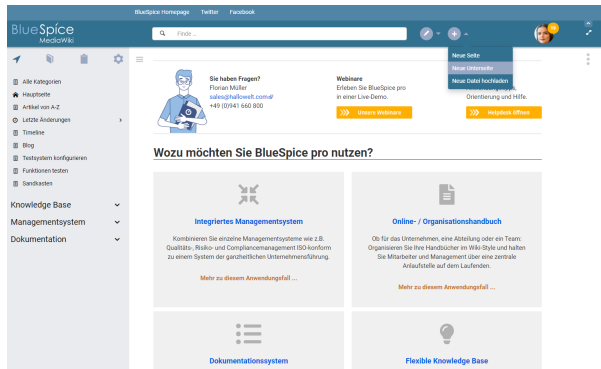 BlueSpice Homepage Twitter Facebook
BlueSpice
MediaWiki
Finde...
Neue Seite
Neue Unterseite
Neue Datei hochladen
Alle Kategorien
Hauptseite
Artikel von A-Z
Letzte Änderungen
Timeline
Blog
Testsystem konfigurieren
Funktionen testen
Sandkasten
Knowledge Base
Managementsystem
Dokumentation
Sie haben Fragen?
Florian Müller
sales@hallowelt.com
+49 (0)941 660 800
Webinare
Erleben Sie BlueSpice pro
in einer Live-Demo.
Unsere Webinare
Orientierung und Hilfe.
Helpdesk öffnen
Wozu möchten Sie BlueSpice pro nutzen?
Integriertes Managementsystem
Kombinieren Sie einzelne Managementsysteme wie z.B.
Qualitäts-, Risiko- und Compliancemanagement ISO-konform
zu einem System der ganzheitlichen Unternehmensführung.
Mehr zu diesem Anwendungsfall ...
Online- / Organisationshandbuch
Ob für das Unternehmen, eine Abteilung oder ein Team:
Organisieren Sie Ihre Handbücher im Wiki-Style und halten
Sie Mitarbeiter und Management über eine zentrale
Anlaufstelle auf dem Laufenden.
Mehr zu diesem Anwendungsfall ...
Dokumentationssystem
Flexible Knowledge Base